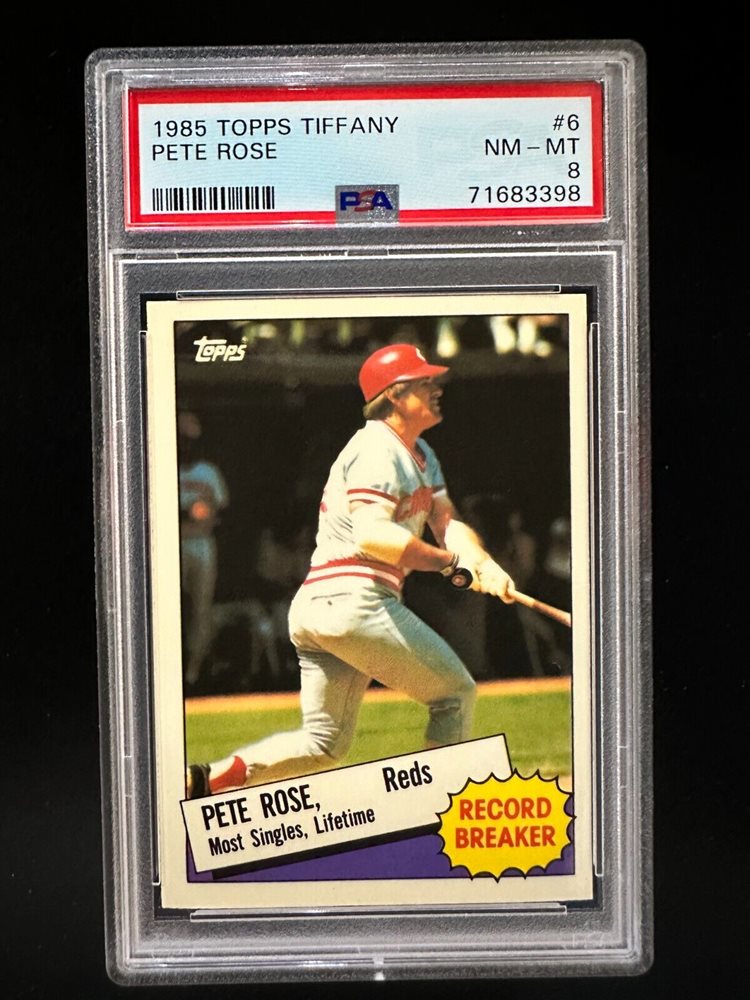 1985 TOPPS TIFFANY #6
PETE ROSE NM - MT
8
PSA 71683398
topps
PETE ROSE, Reds
Most Singles, Lifetime
RECORD
BREAKER